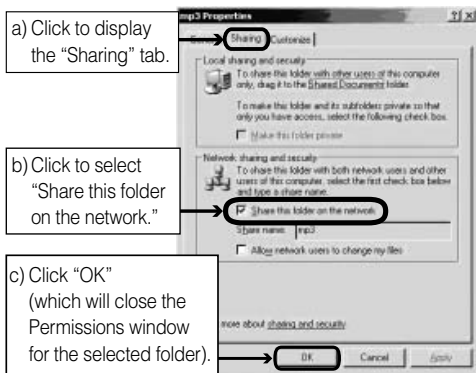 mp3 Properties
a) Click to display
the “Sharing” tab.
Sharing
Customize
Local sharing and security
To share this folder with other users of this computer
only, drag it to the Shared Documents folder.
To make this folder and its subfolders private so that
only you have access, select the following check box.
Make this folder private
b) Click to select
“Share this folder
on the network.”
Network sharing and security
To share this folder with both network users and other
users of this computer, select the first check box below
and type a share name.
Share this folder on the network
Share name: mp3
Allow network users to change my files
c) Click “OK”
(which will close the
Permissions window
for the selected folder).
more about sharing and security.
OK
Cancel
Apply